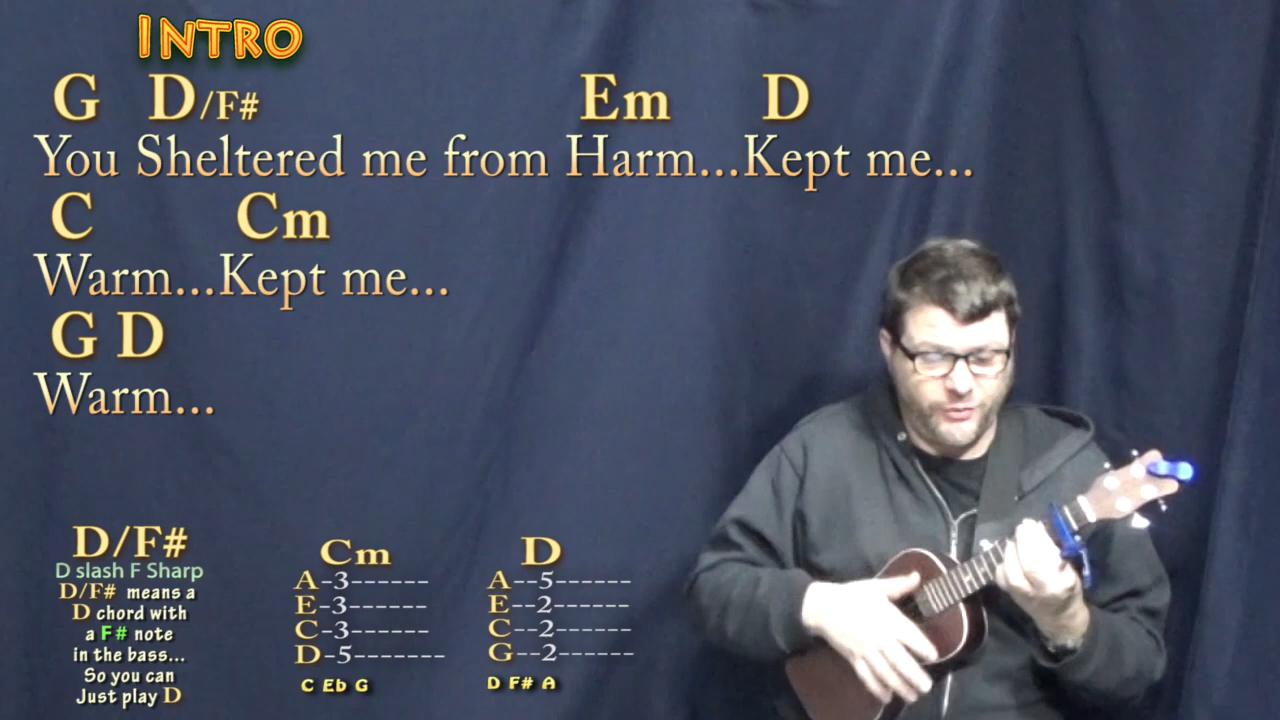 INTRO
G D/F# Em D
You Sheltered me from Harm...Kept me...
C Cm
Warm...Kept me...
G D
Warm...
D/F#
D slash F Sharp
D/F# means a
D chord with
a F# note
in the bass...
So you can
Just play D
Cm
A-3------
E-3------
C-3------
D-5-------
C Eb G
D
A--5------
E--2------
C--2------
G--2------
D F# A